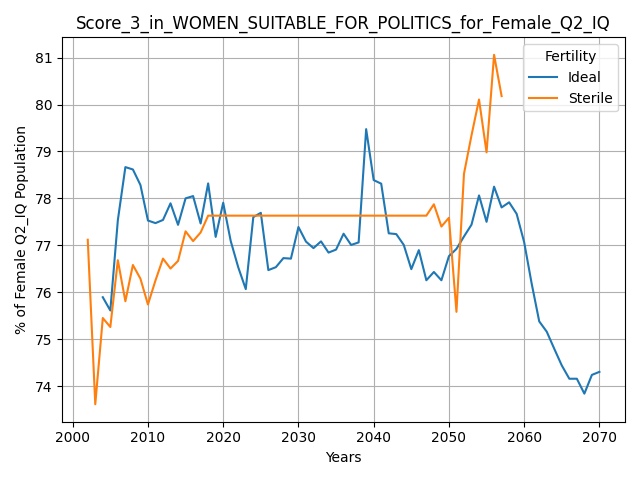 Score_3_in_WOMEN_SUITABLE_FOR_POLITICS_for_Female_Q2_IQ
Fertility
Ideal
Sterile
% of Female Q2_IQ Population
81
80
79
78
77
76
75
74
2000 2010 2020 2030 2040 2050 2060 2070
Years